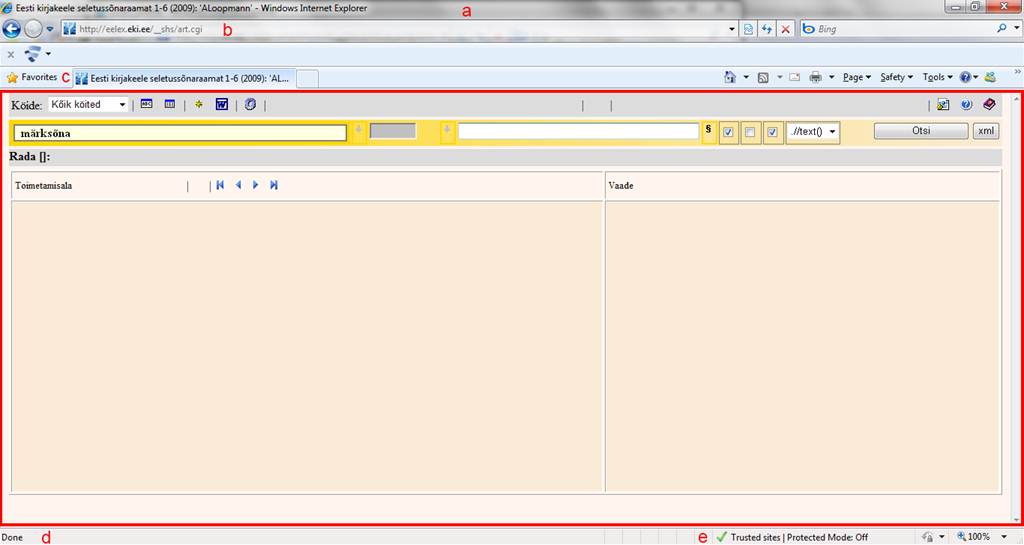 Eesti kirjakeele seletussõnaraamat 1-6 (2009): 'ALoopmann' - Windows Internet Explorer a
http://eelex.eki.ee/__shs/art.cgi b Bing
x
Favorites c Eesti kirjakeele seletussõnaraamat 1-6 (2009): 'AL... Page Safety Tools »
Köide: Kõik köited | | | | | | |
märksõna § .//text() Otsi xml
Rada []:
Toimetamisala | | Vaade
Done d e Trusted sites | Protected Mode: Off 100%